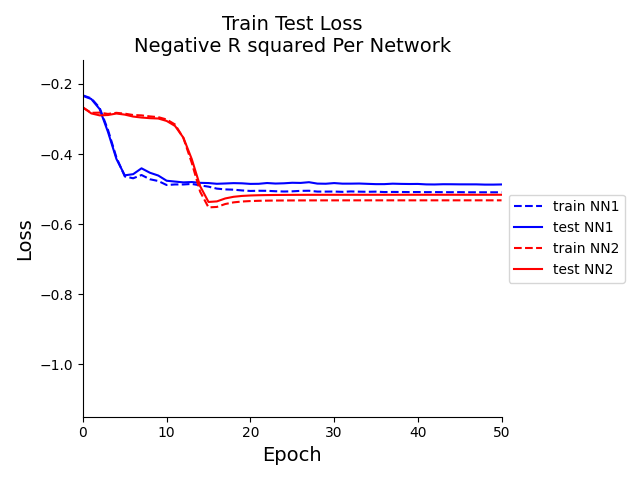 Train Test Loss
Negative R squared Per Network
−0.2
−0.4
−0.6
−0.8
−1.0
Loss
0
10
20
30
40
50
Epoch
train NN1
test NN1
train NN2
test NN2